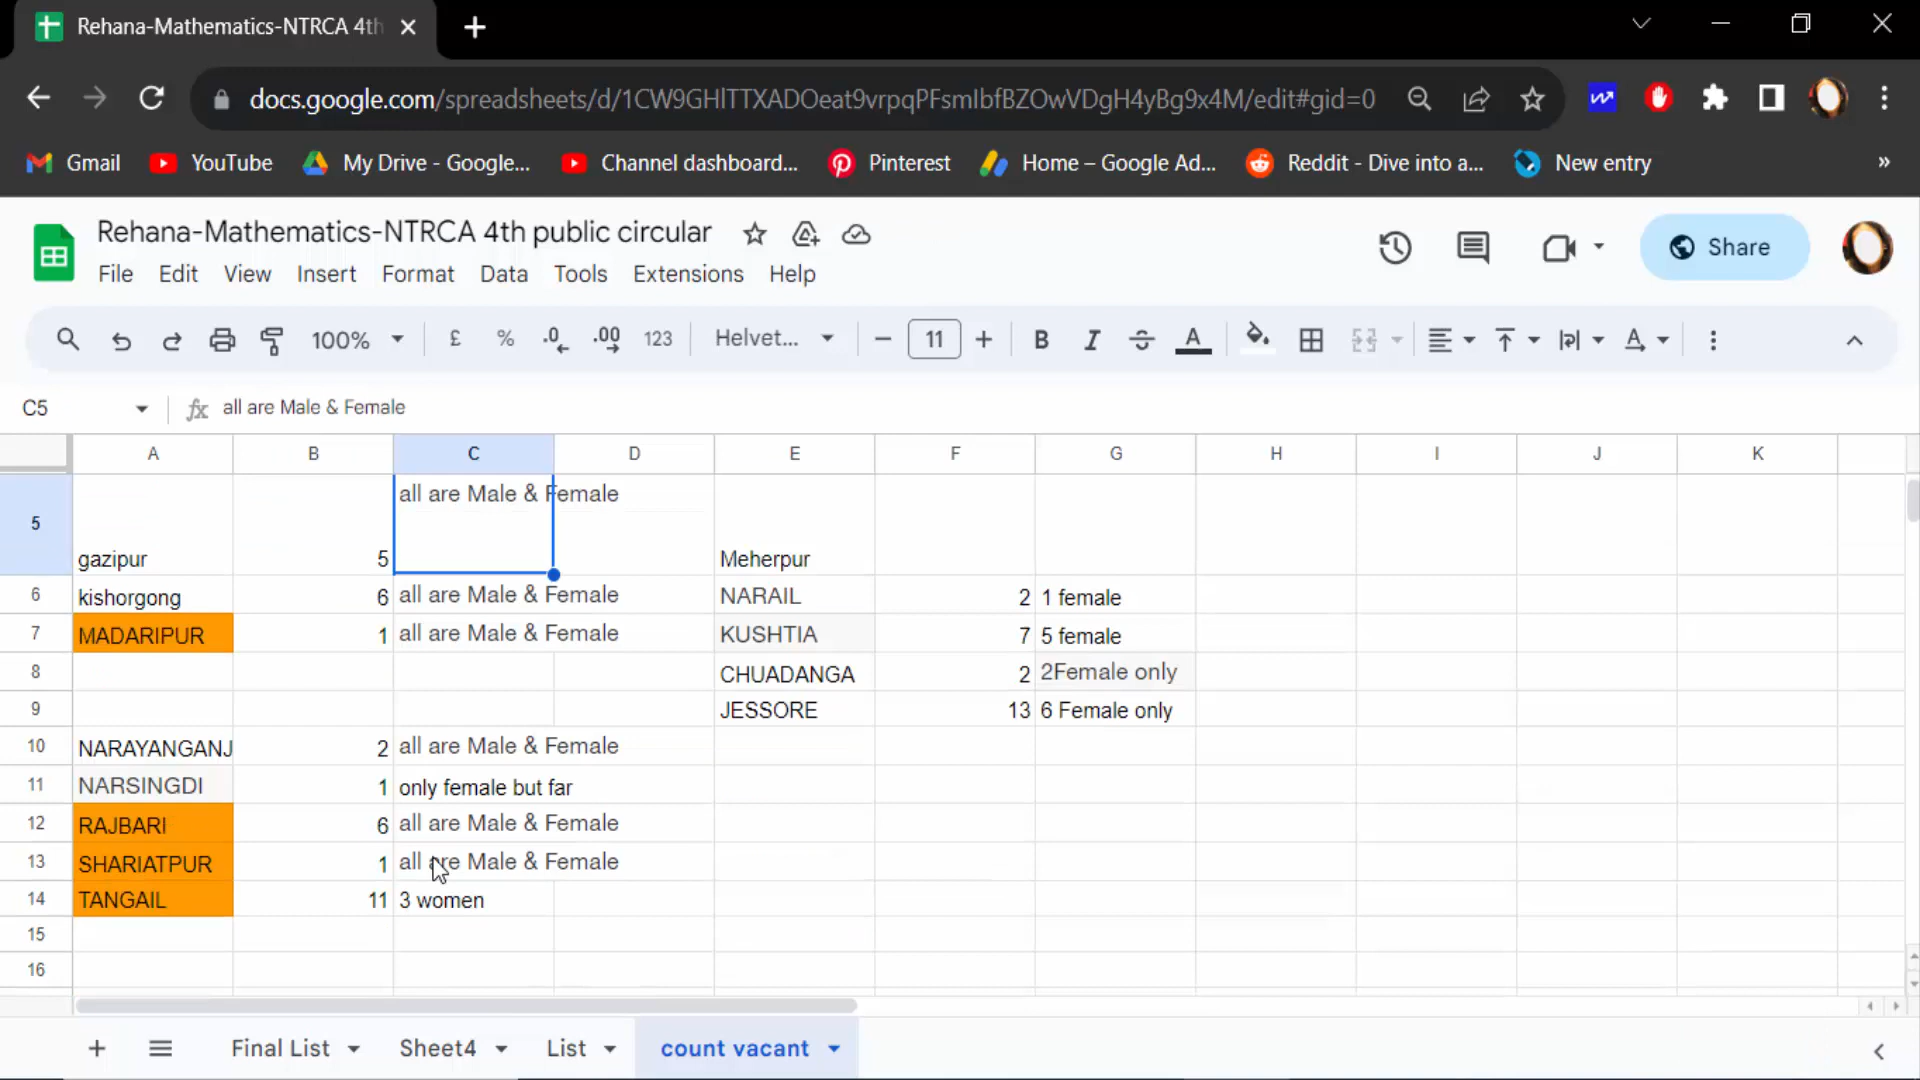 Rehana-Mathematics-NTRCA 4th
docs.google.com/spreadsheets/d/1CW9GHlTTXADOeat9vrpqPFsmIbfBZOwVDgH4yBg9x4M/edit#gid=0
Gmail YouTube My Drive - Google... Channel dashboard... Pinterest Home – Google Ad... Reddit - Dive into a... New entry »
Rehana-Mathematics-NTRCA 4th public circular
Share
File Edit View Insert Format Data Tools Extensions Help
100% £ % .0 .00 123 Helvet... 11 B I A A
C5 fx all are Male & Female
A B C D E F G H I J K
all are Male & Female
5
gazipur 5 Meherpur
6 kishorgong 6 all are Male & Female NARAIL 2 1 female
7 MADARIPUR 1 all are Male & Female KUSHTIA 7 5 female
8 CHUADANGA 2 2Female only
9 JESSORE 13 6 Female only
10 NARAYANGANJ 2 all are Male & Female
11 NARSINGDI 1 only female but far
12 RAJBARI 6 all are Male & Female
13 SHARIATPUR 1 all are Male & Female
14 TANGAIL 11 3 women
15
16
Final List Sheet4 List count vacant